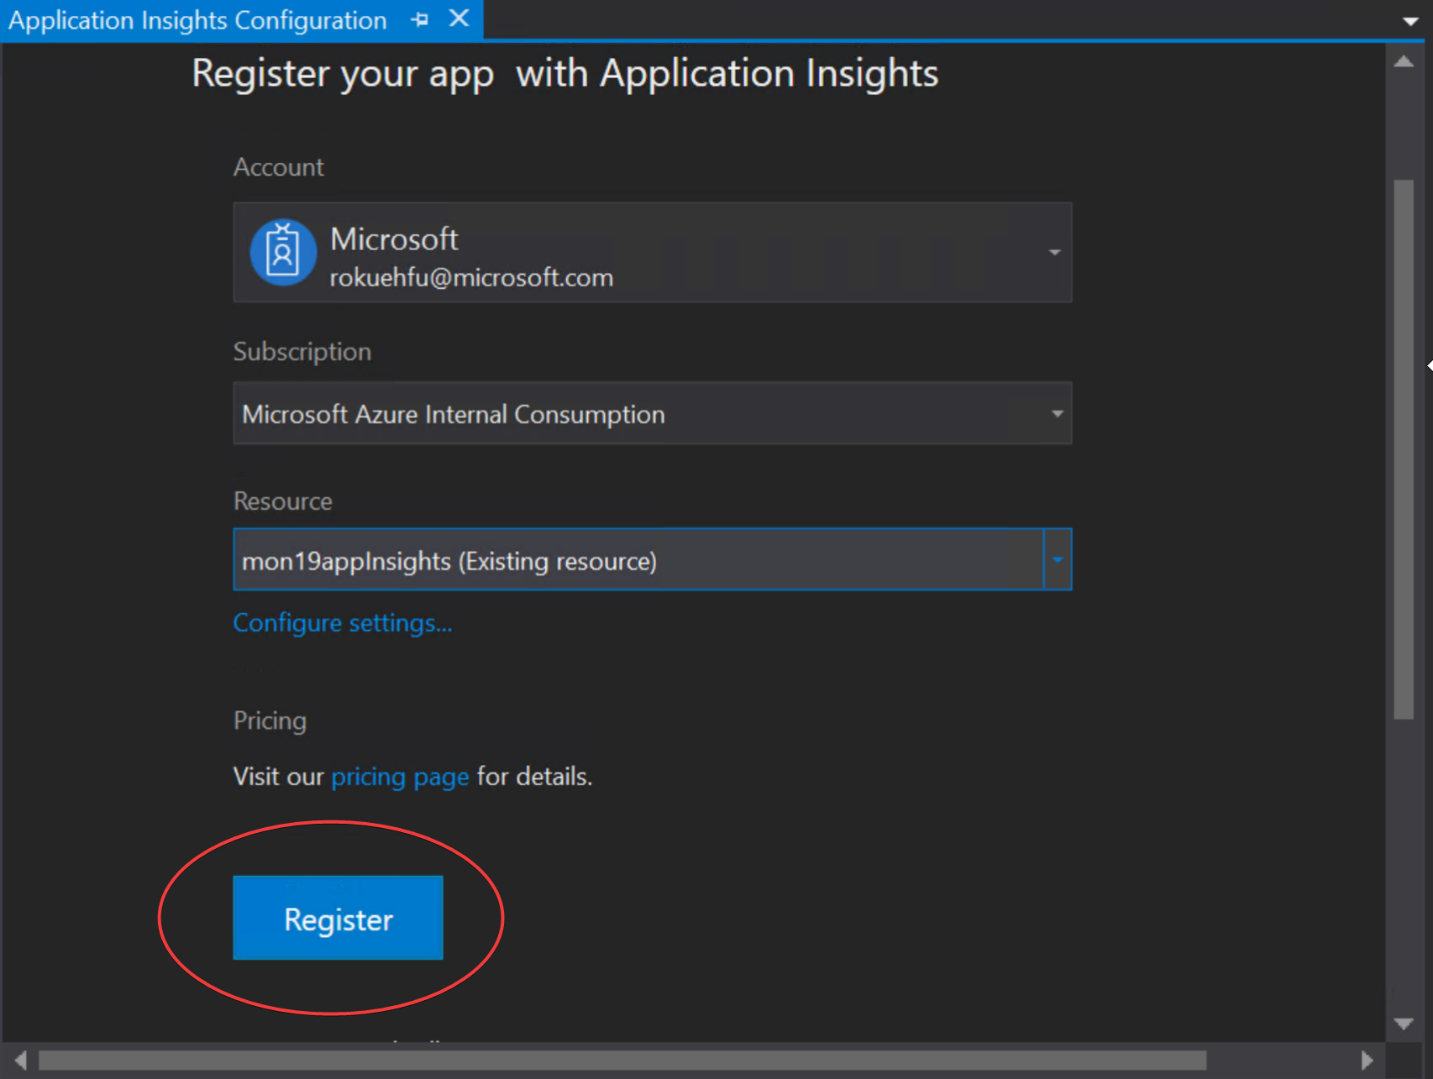 Application Insights Configuration
Register your app with Application Insights
Account
Microsoft
rokuehfu@microsoft.com
Subscription
Microsoft Azure Internal Consumption
Resource
mon19appInsights (Existing resource)
Configure settings...
Pricing
Visit our pricing page for details.
Register